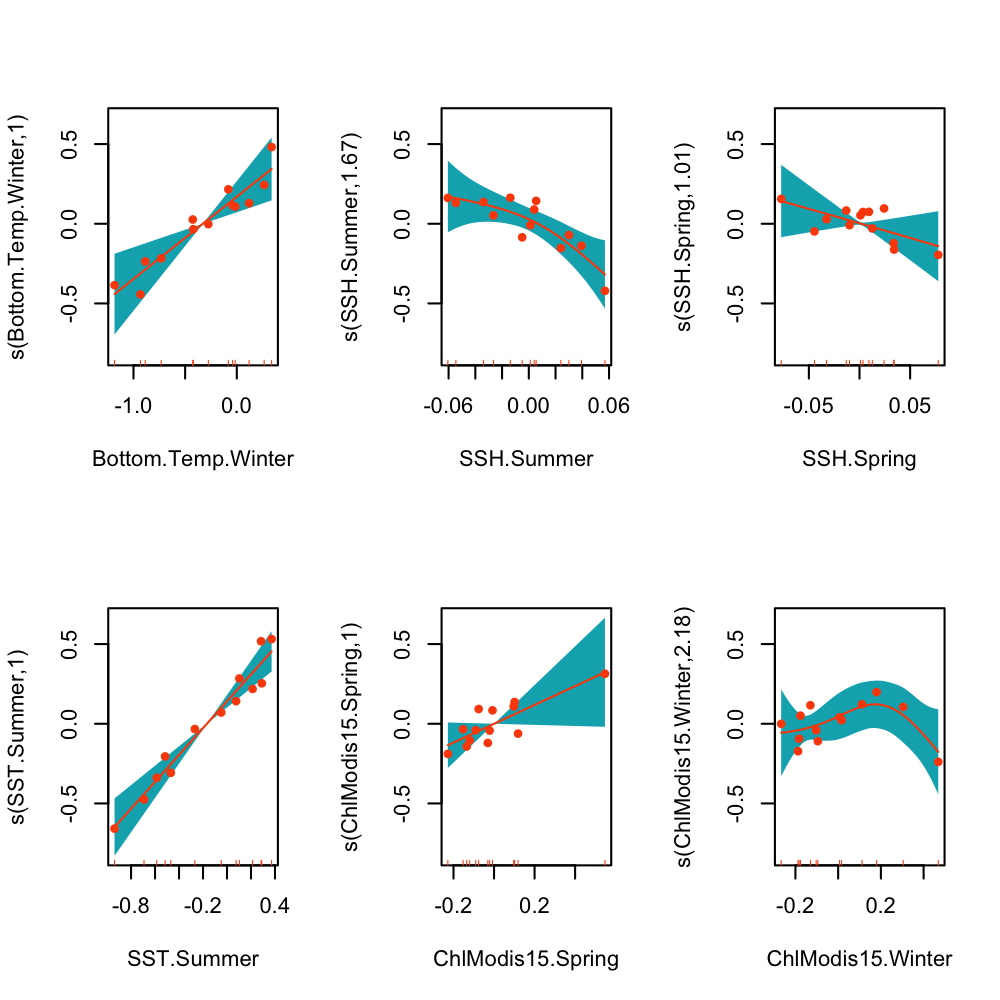 s(Bottom.Temp.Winter,1)
0.5
0.0
-0.5
-1.0 0.0
Bottom.Temp.Winter
s(SSH.Summer,1.67)
0.5
0.0
-0.5
-0.06 0.00 0.06
SSH.Summer
s(SSH.Spring,1.01)
0.5
0.0
-0.5
-0.05 0.05
SSH.Spring
s(SST.Summer,1)
0.5
0.0
-0.5
-0.8 -0.2 0.4
SST.Summer
s(ChlModis15.Spring,1)
0.5
0.0
-0.5
-0.2 0.2
ChlModis15.Spring
s(ChlModis15.Winter,2.18)
0.5
0.0
-0.5
-0.2 0.2
ChlModis15.Winter